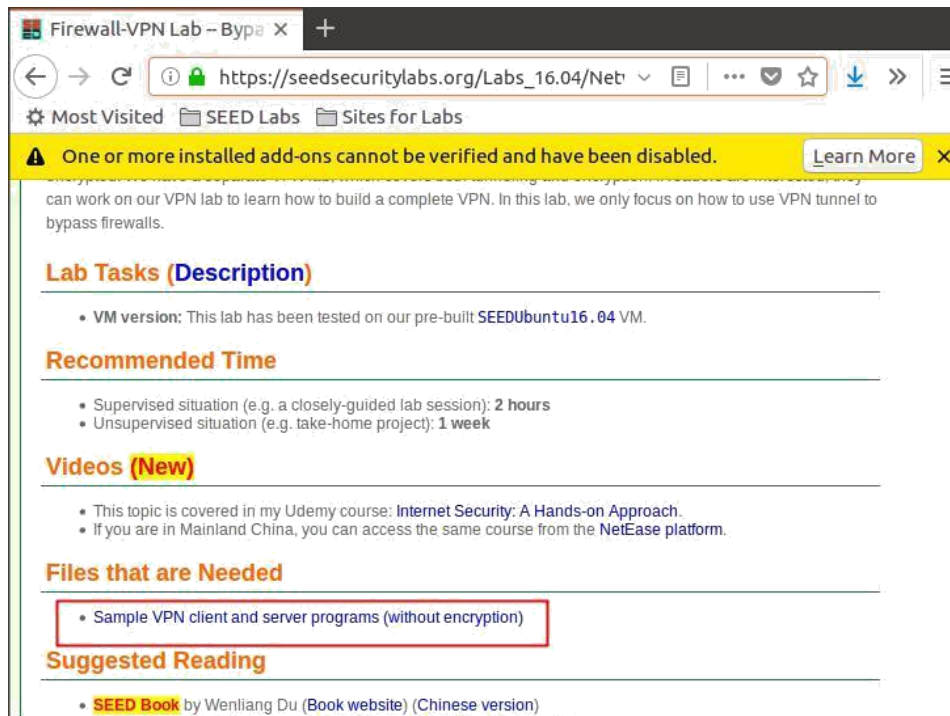 Firewall-VPN Lab – Bypa
https://seedsecuritylabs.org/Labs_16.04/Net
Most Visited SEED Labs Sites for Labs
One or more installed add-ons cannot be verified and have been disabled. Learn More
can work on our VPN lab to learn how to build a complete VPN. In this lab, we only focus on how to use VPN tunnel to
bypass firewalls.
Lab Tasks (Description)
• VM version: This lab has been tested on our pre-built SEEDUbuntu16.04 VM.
Recommended Time
• Supervised situation (e.g. a closely-guided lab session): 2 hours
• Unsupervised situation (e.g. take-home project): 1 week
Videos (New)
• This topic is covered in my Udemy course: Internet Security: A Hands-on Approach.
• If you are in Mainland China, you can access the same course from the NetEase platform.
Files that are Needed
• Sample VPN client and server programs (without encryption)
Suggested Reading
• SEED Book by Wenliang Du (Book website) (Chinese version)